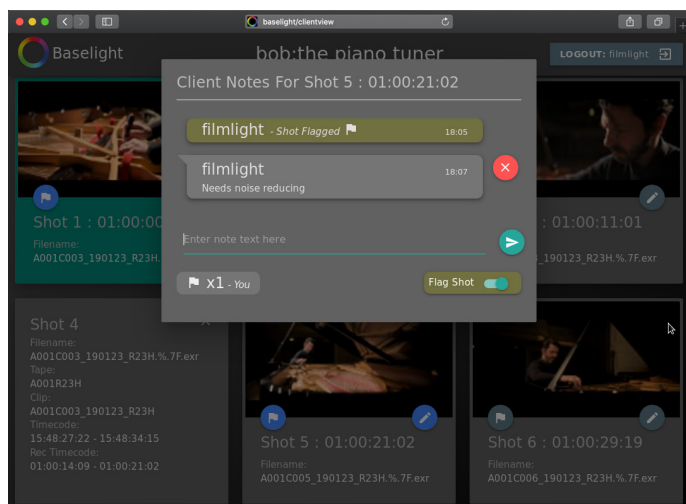 baselight/clientview
Baselight
bob:the piano tuner
LOGOUT: filmlight
Client Notes For Shot 5 : 01:00:21:02
filmlight - Shot Flagged
18:05
filmlight
18:07
Needs noise reducing
Enter note text here
x1 - You
Flag Shot
Shot 1 : 01:00:00
Filename:
A001C003_190123_R23H.
: 01:00:11:01
_190123_R23H.%.7F.exr
Shot 4
Filename:
A001C003_190123_R23H.%.7F.exr
Tape:
A001R23H
Clip:
A001C003_190123_R23H
Timecode:
15:48:27:22 - 15:48:34:15
Rec Timecode:
01:00:14:09 - 01:00:21:02
Shot 5 : 01:00:21:02
Filename:
A001C005_190123_R23H.%.7F.exr
Shot 6 : 01:00:29:19
Filename:
A001C006_190123_R23H.%.7F.exr